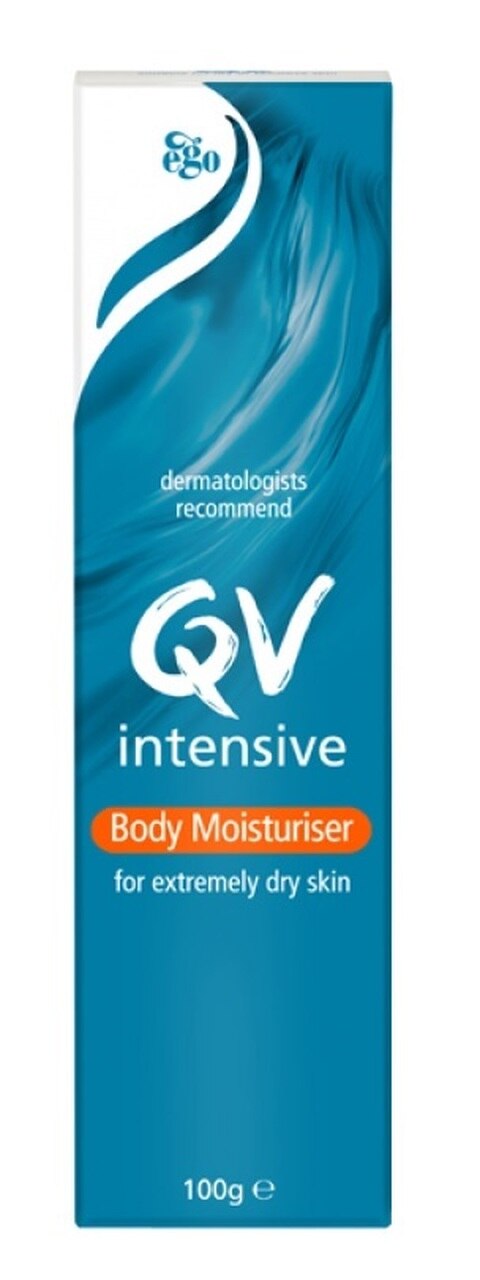 ego
dermatologists
recommend
QV
intensive
Body Moisturiser
for extremely dry skin
100g ℮